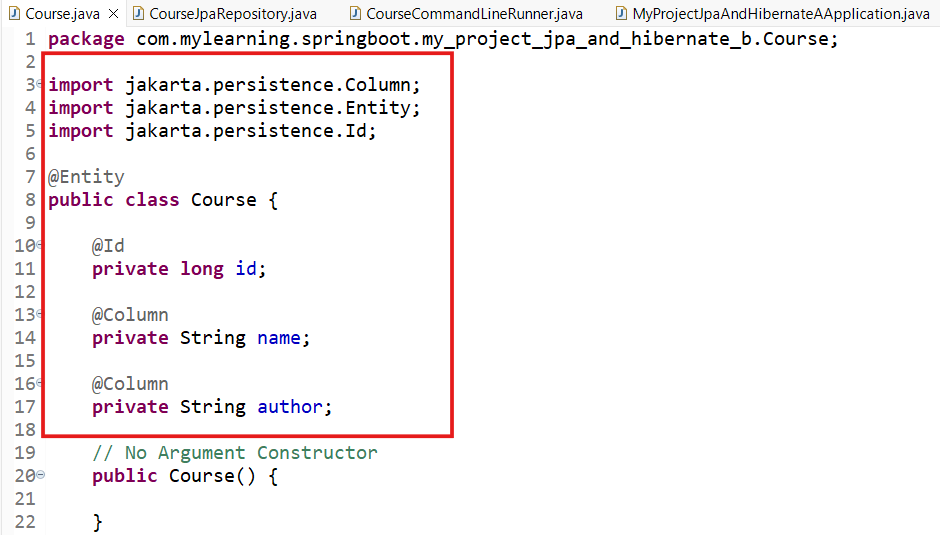 Course.java CourseJpaRepository.java CourseCommandLineRunner.java MyProjectJpaAndHibernateAApplication.java
1 package com.mylearning.springboot.my_project_jpa_and_hibernate_b.Course;
2
3 import jakarta.persistence.Column;
4 import jakarta.persistence.Entity;
5 import jakarta.persistence.Id;
6
7 @Entity
8 public class Course {
9
10 @Id
11 private long id;
12
13 @Column
14 private String name;
15
16 @Column
17 private String author;
18
19 // No Argument Constructor
20 public Course() {
21
22 }